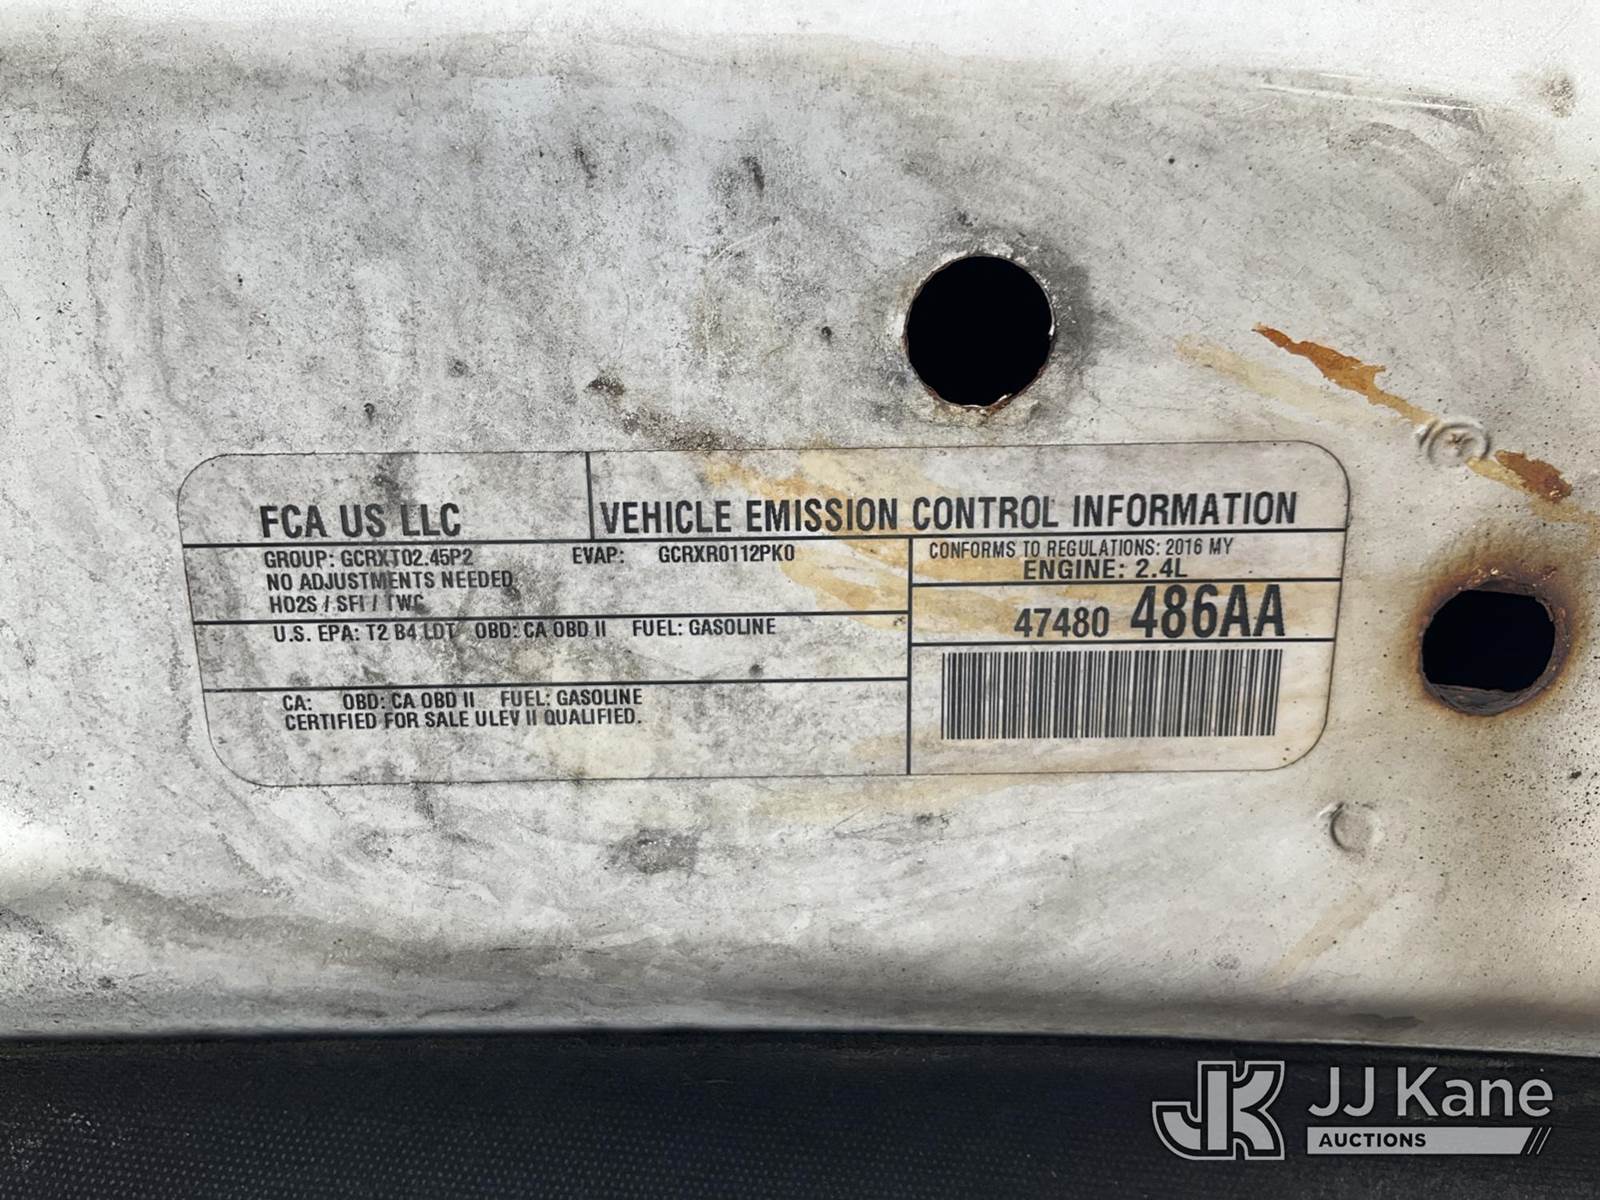 FCA US LLC
VEHICLE EMISSION CONTROL INFORMATION
GROUP: GCRXT02.45P2
EVAP: GCRXR0112PK0
NO ADJUSTMENTS NEEDED
HO2S / SFI / TWC
CONFORMS TO REGULATIONS: 2016 MY
ENGINE: 2.4L
U.S. EPA: T2 B4 LDT OBD: CA OBD II FUEL: GASOLINE
47480 486AA
CA: OBD: CA OBD II FUEL: GASOLINE
CERTIFIED FOR SALE ULEV II QUALIFIED.
JK
JJ Kane
AUCTIONS